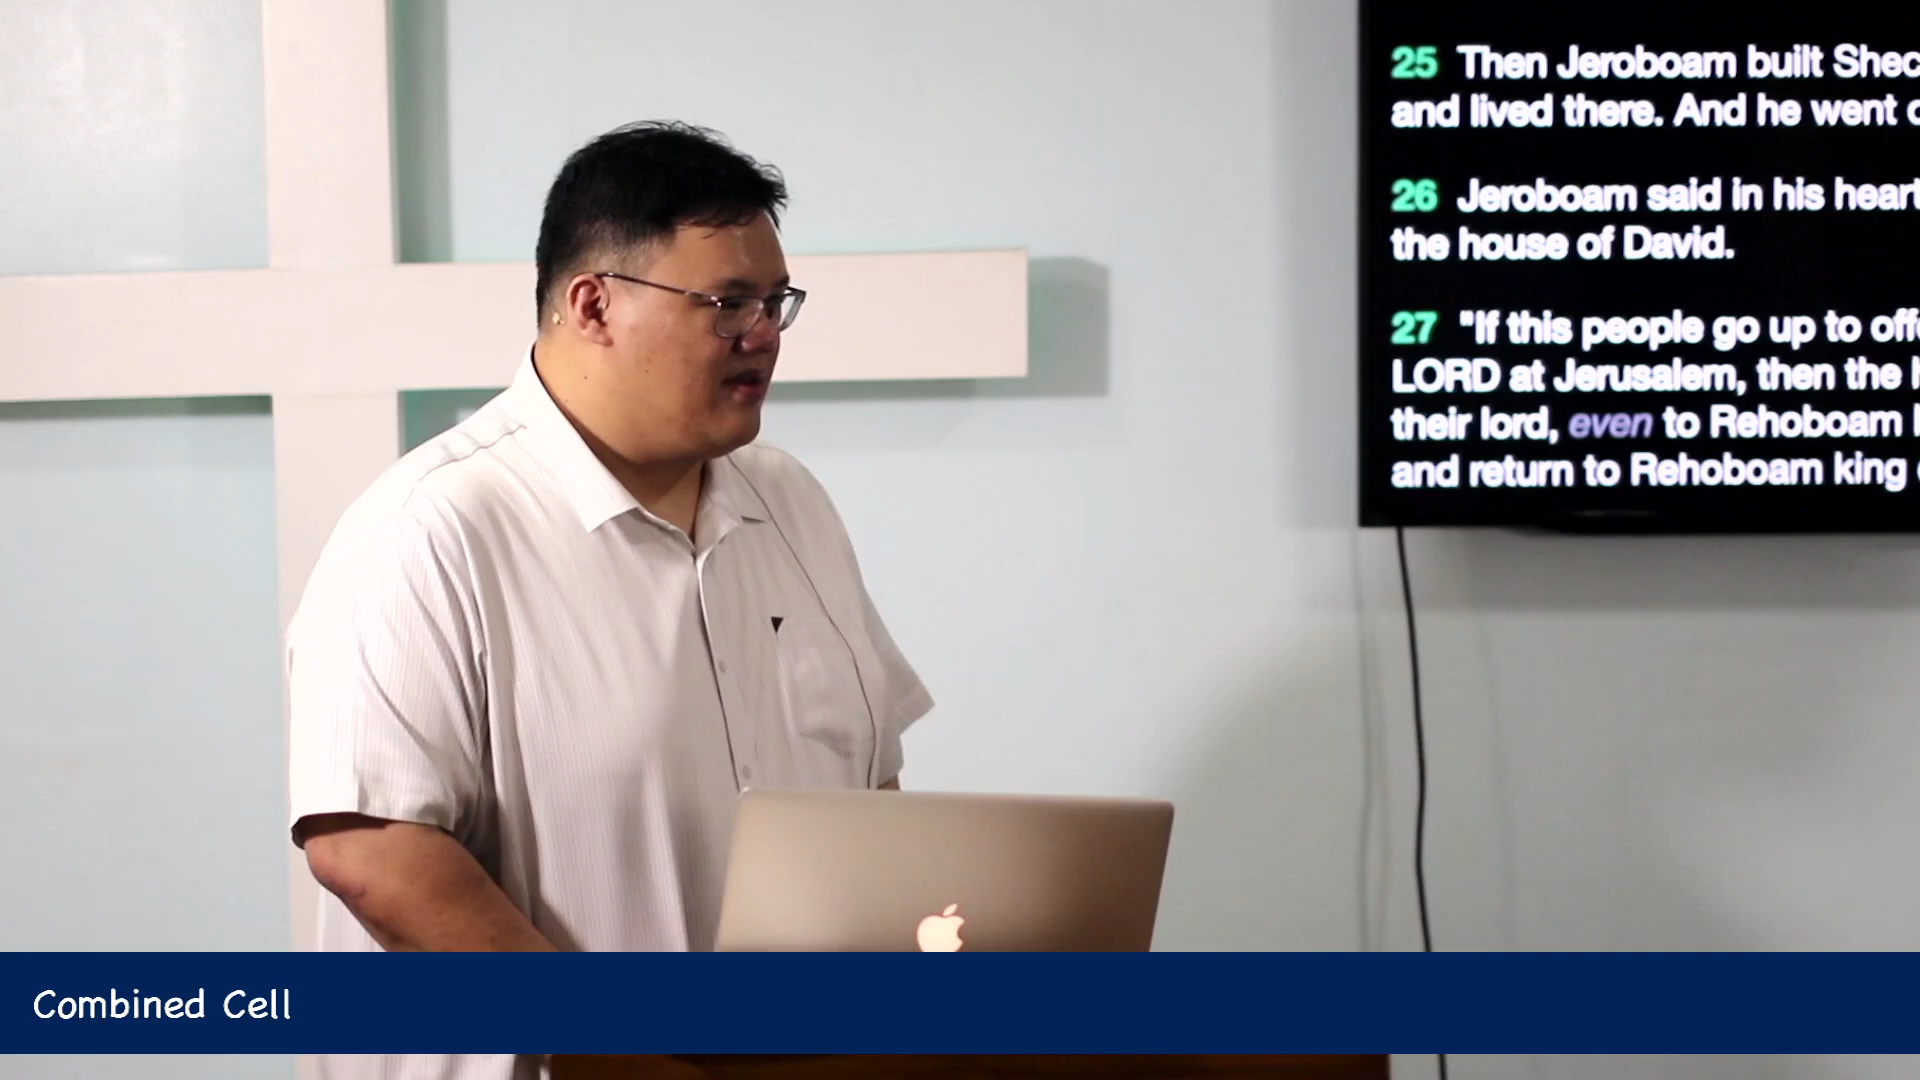 25 Then Jeroboam built
and lived there. And he went
26 Jeroboam said in his heart
the house of David.
27 "If this people go up to
LORD at Jerusalem, then the
their lord, even to Rehoboam
and return to Rehoboam king
Combined Cell